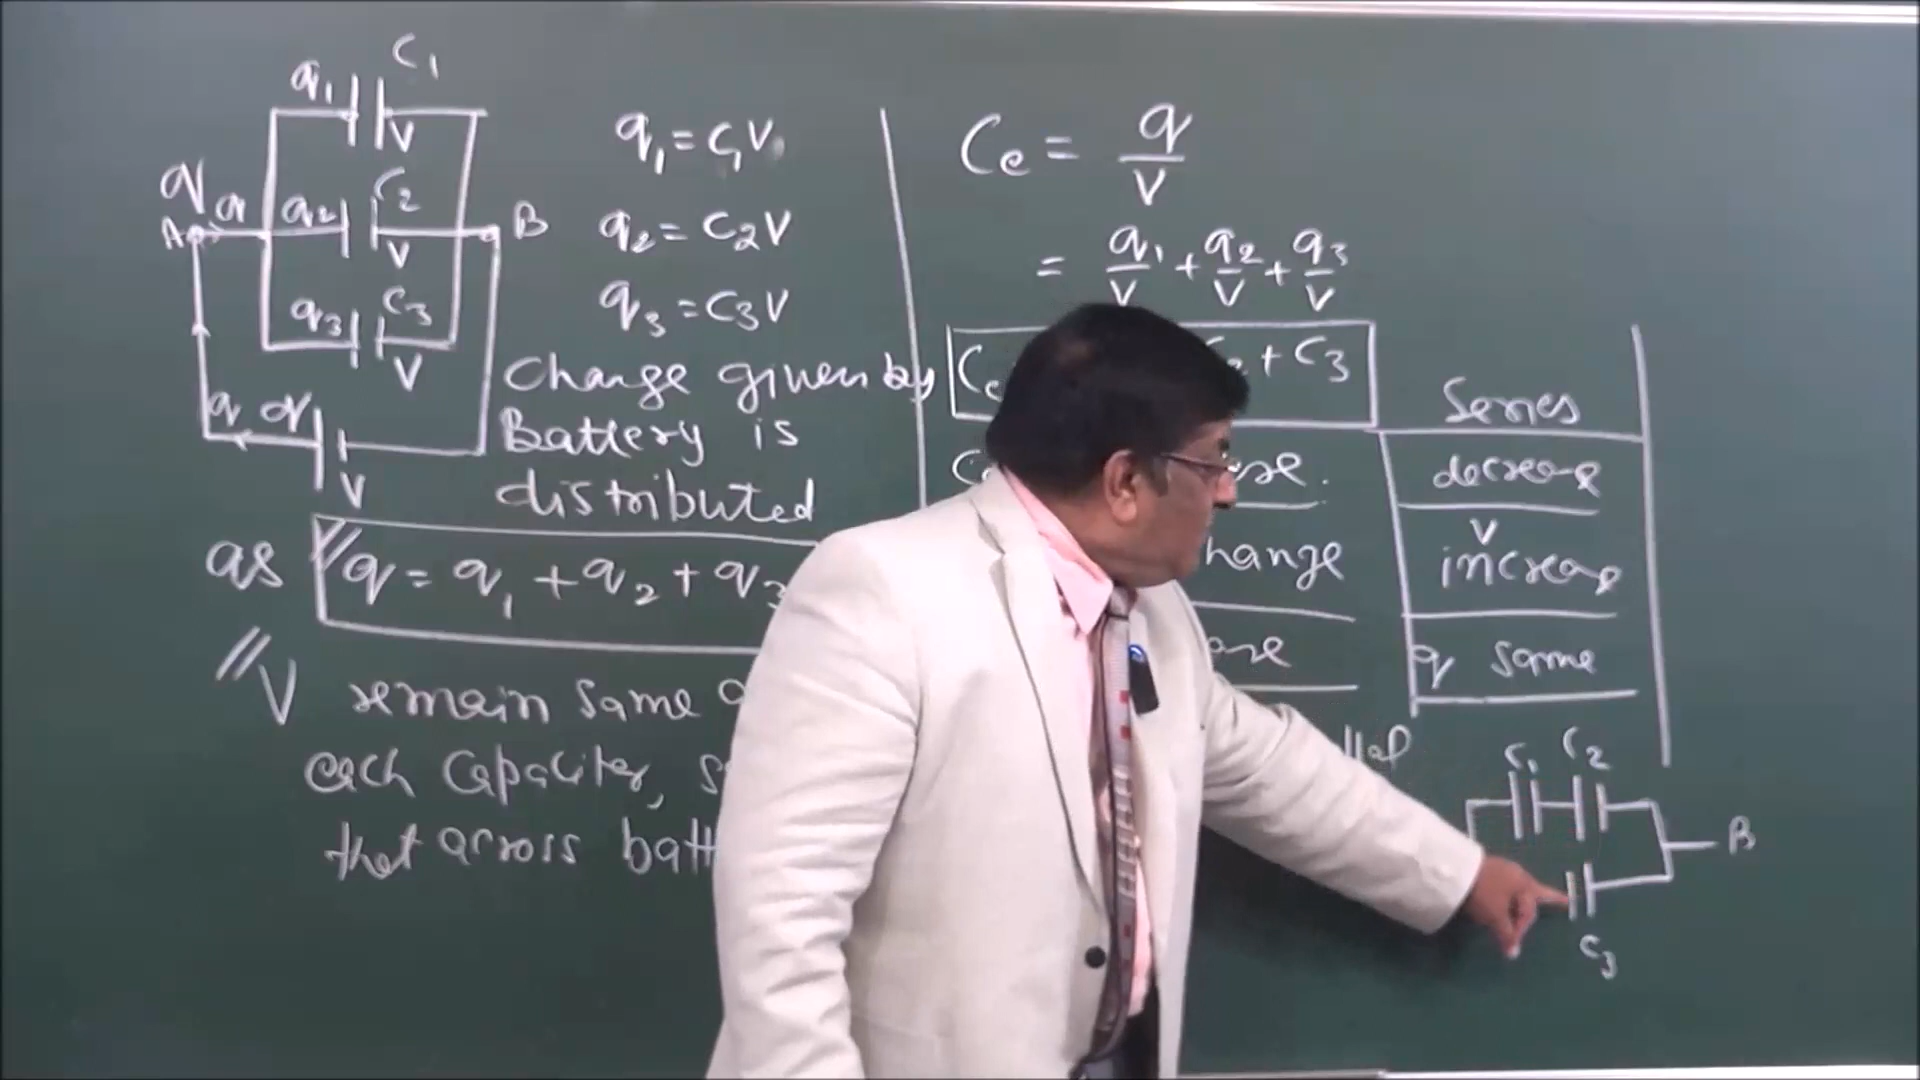 q₁ C₁
V
q
A q q₂ C₂ B
V
q₃ C₃
V
q q
V
q₁ = C₁V₁
q₂ = C₂V
q₃ = C₃V
Charge given by
Battery is
distributed
as // q = q₁ + q₂ + q₃
// V remain same
each Capacitor,
that across batt
Ce = q/V
= q₁/V + q₂/V + q₃/V
Ce + C₃
Series
decrease
V
increase
q same
C₁ C₂
B
C₃